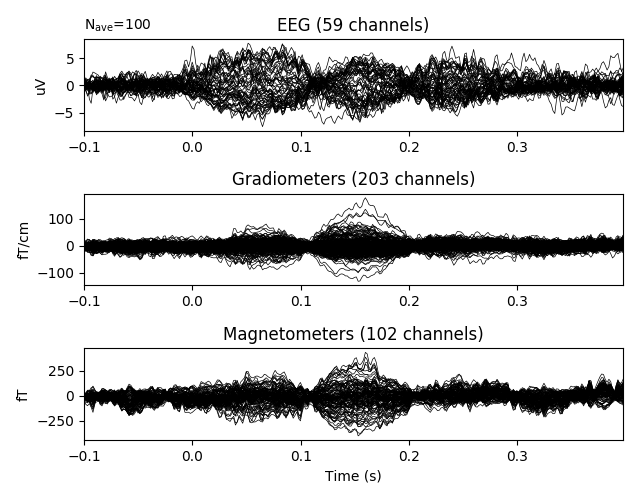 Nave=100
EEG (59 channels)
5
0
−5
uV
−0.1 0.0 0.1 0.2 0.3
Gradiometers (203 channels)
100
0
−100
fT/cm
−0.1 0.0 0.1 0.2 0.3
Magnetometers (102 channels)
250
0
−250
fT
−0.1 0.0 0.1 0.2 0.3
Time (s)